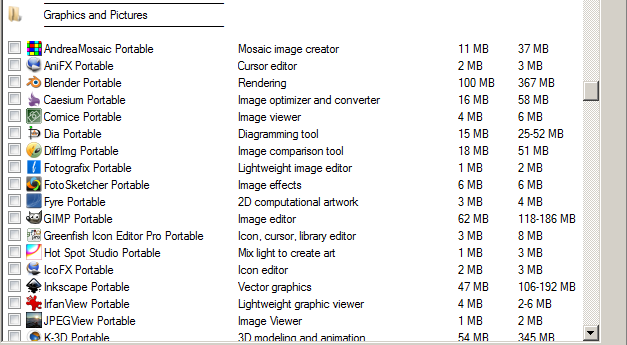 Graphics and Pictures
AndreaMosaic Portable Mosaic image creator 11 MB 37 MB
AniFX Portable Cursor editor 2 MB 3 MB
Blender Portable Rendering 100 MB 367 MB
Caesium Portable Image optimizer and converter 16 MB 58 MB
Cornice Portable Image viewer 4 MB 6 MB
Dia Portable Diagramming tool 15 MB 25-52 MB
DiffImg Portable Image comparison tool 18 MB 51 MB
Fotografix Portable Lightweight image editor 1 MB 2 MB
FotoSketcher Portable Image effects 6 MB 6 MB
Fyre Portable 2D computational artwork 3 MB 4 MB
GIMP Portable Image editor 62 MB 118-186 MB
Greenfish Icon Editor Pro Portable Icon, cursor, library editor 3 MB 8 MB
Hot Spot Studio Portable Mix light to create art 1 MB 3 MB
IcoFX Portable Icon editor 2 MB 3 MB
Inkscape Portable Vector graphics 47 MB 106-192 MB
IrfanView Portable Lightweight graphic viewer 4 MB 2-6 MB
JPEGView Portable Image Viewer 1 MB 2 MB
K-3D Portable 3D modeling and animation 54 MB 345 MB